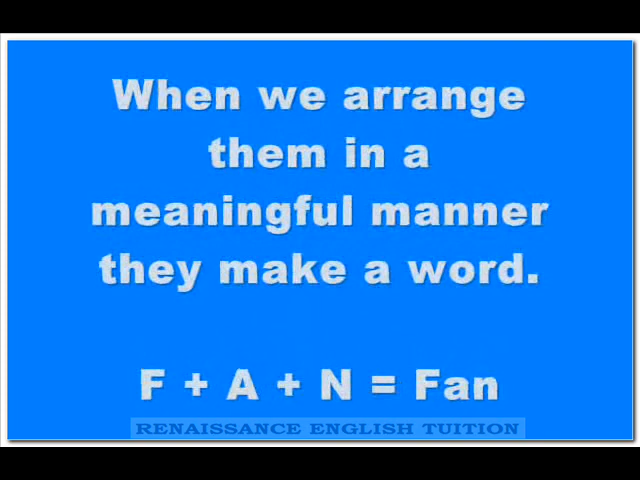 When we arrange
them in a
meaningful manner
they make a word.
F + A + N = Fan
RENAISSANCE ENGLISH TUITION